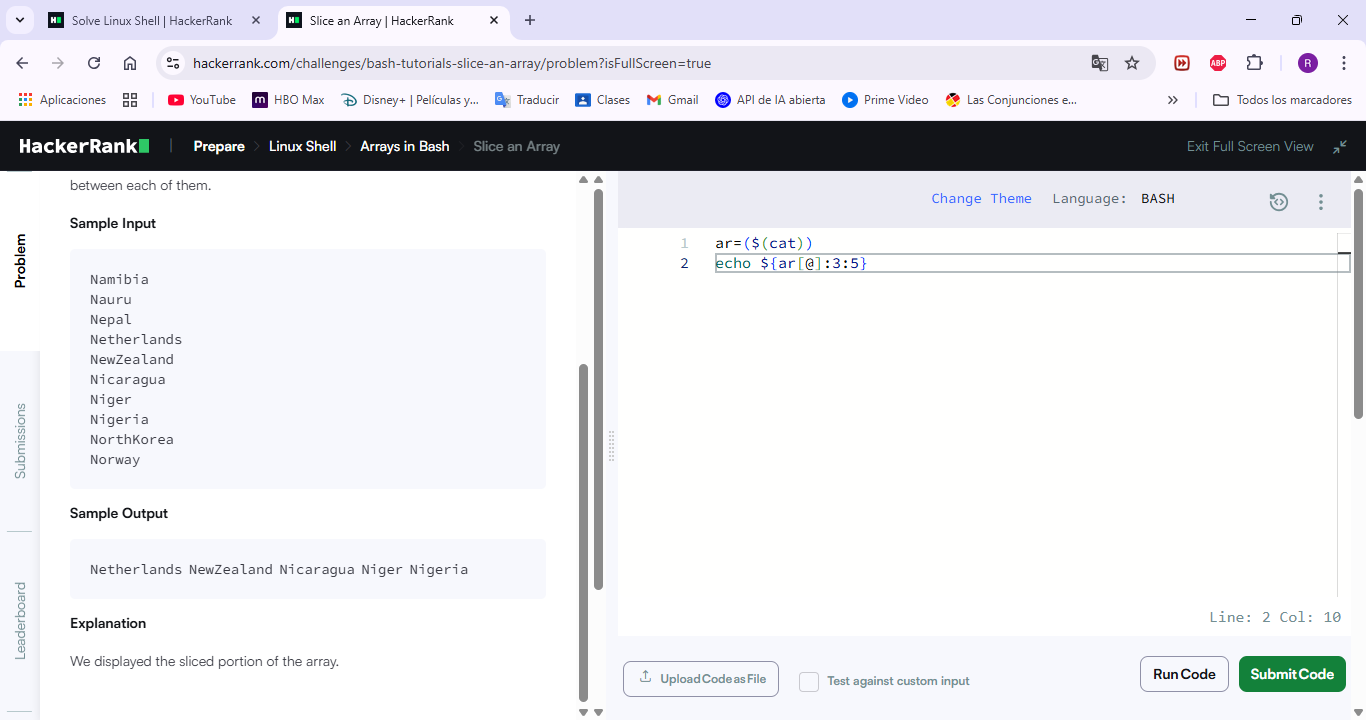 Solve Linux Shell | HackerRank
Slice an Array | HackerRank
hackerrank.com/challenges/bash-tutorials-slice-an-array/problem?isFullScreen=true
ABP
R
Aplicaciones
YouTube
HBO Max
Disney+ | Películas y...
Traducir
Clases
Gmail
API de IA abierta
Prime Video
Las Conjunciones e...
Todos los marcadores
HackerRank
Prepare
Linux Shell
Arrays in Bash
Slice an Array
Exit Full Screen View
Problem
Submissions
Leaderboard
between each of them.
Sample Input
Namibia
Nauru
Nepal
Netherlands
NewZealand
Nicaragua
Niger
Nigeria
NorthKorea
Norway
Sample Output
Netherlands NewZealand Nicaragua Niger Nigeria
Explanation
We displayed the sliced portion of the array.
Change Theme
Language: BASH
1 ar=($(cat))
2 echo ${ar[@]:3:5}
Line: 2 Col: 10
Upload Code as File
Test against custom input
Run Code
Submit Code